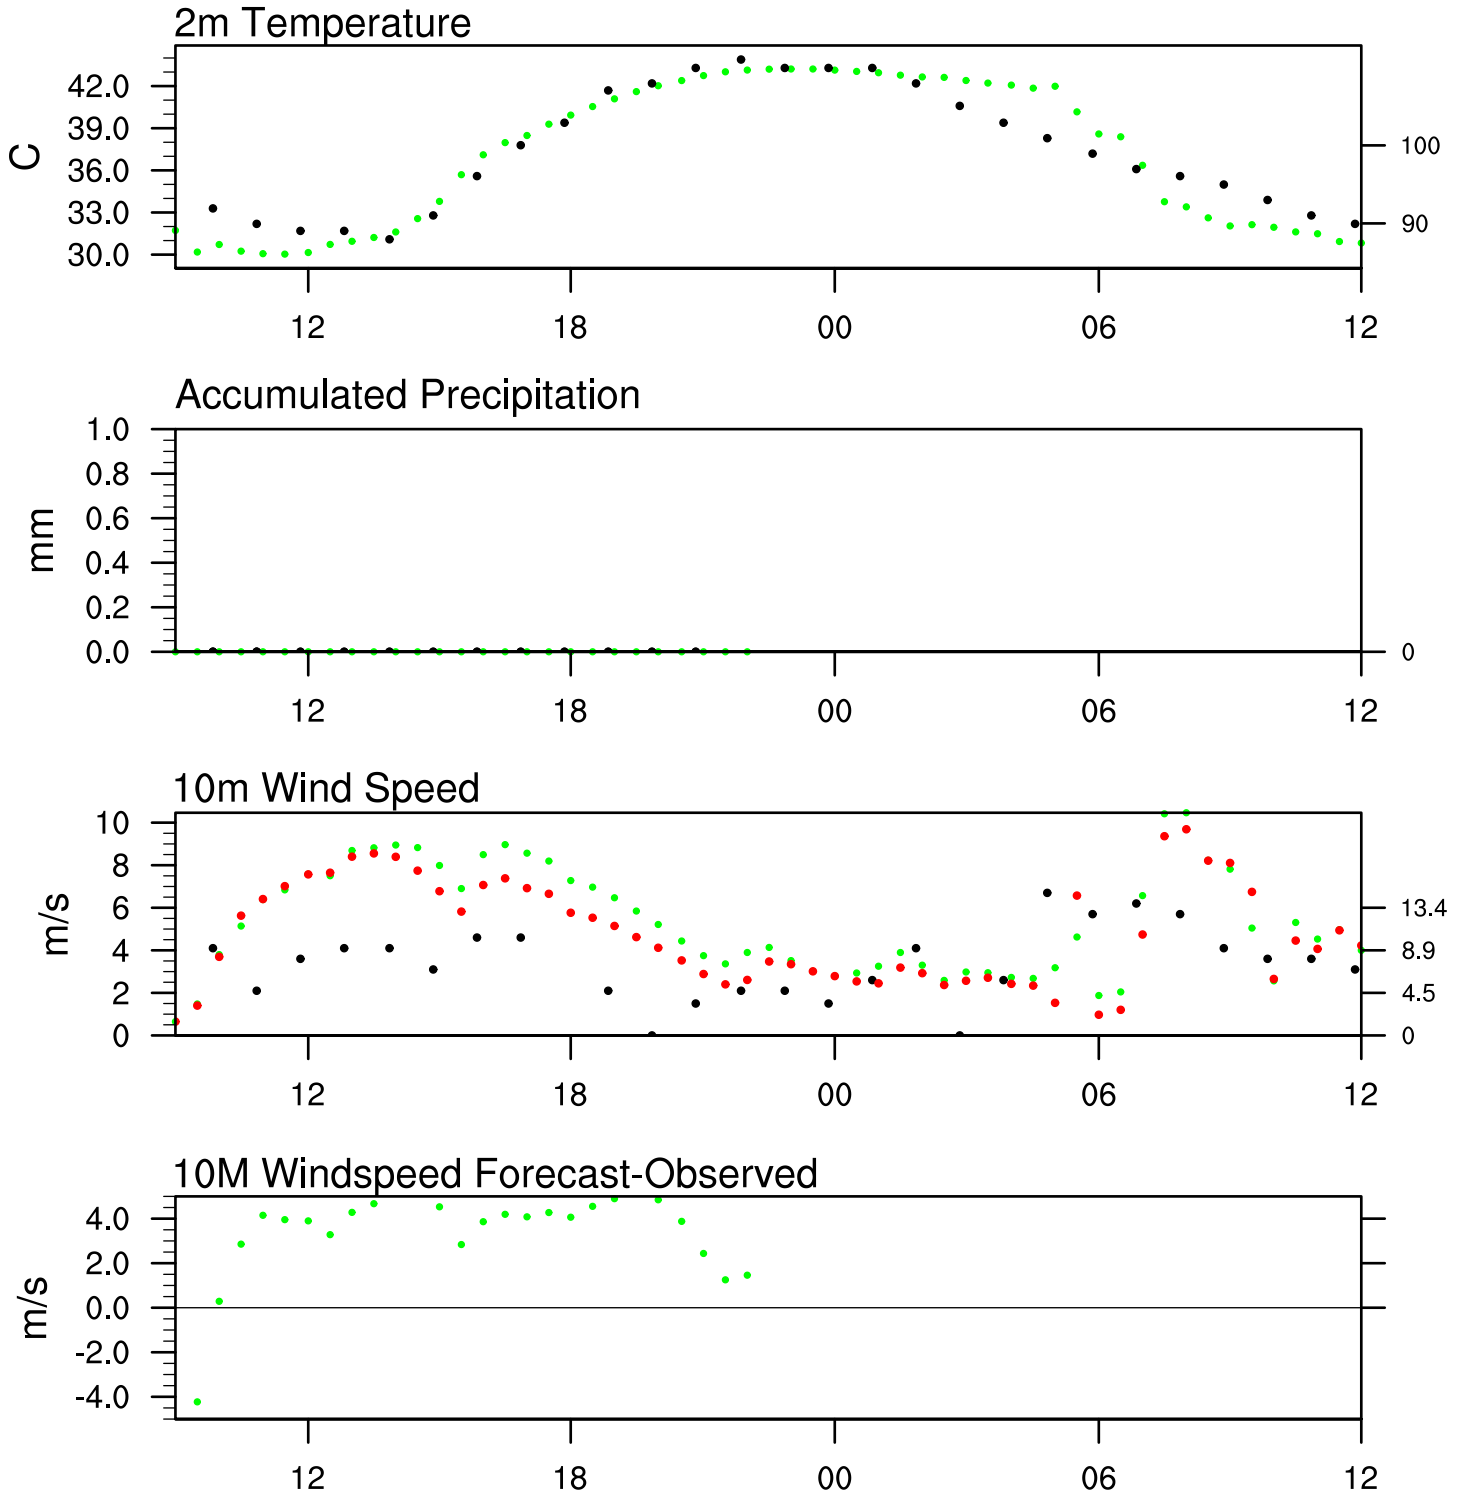 2m Temperature
42.0
39.0
36.0
33.0
30.0
C
100
90
12 18 00 06 12
Accumulated Precipitation
1.0
0.8
0.6
0.4
0.2
0.0
mm
0
12 18 00 06 12
10m Wind Speed
10
8
6
4
2
0
m/s
13.4
8.9
4.5
0
12 18 00 06 12
10M Windspeed Forecast-Observed
4.0
2.0
0.0
-2.0
-4.0
m/s
12 18 00 06 12